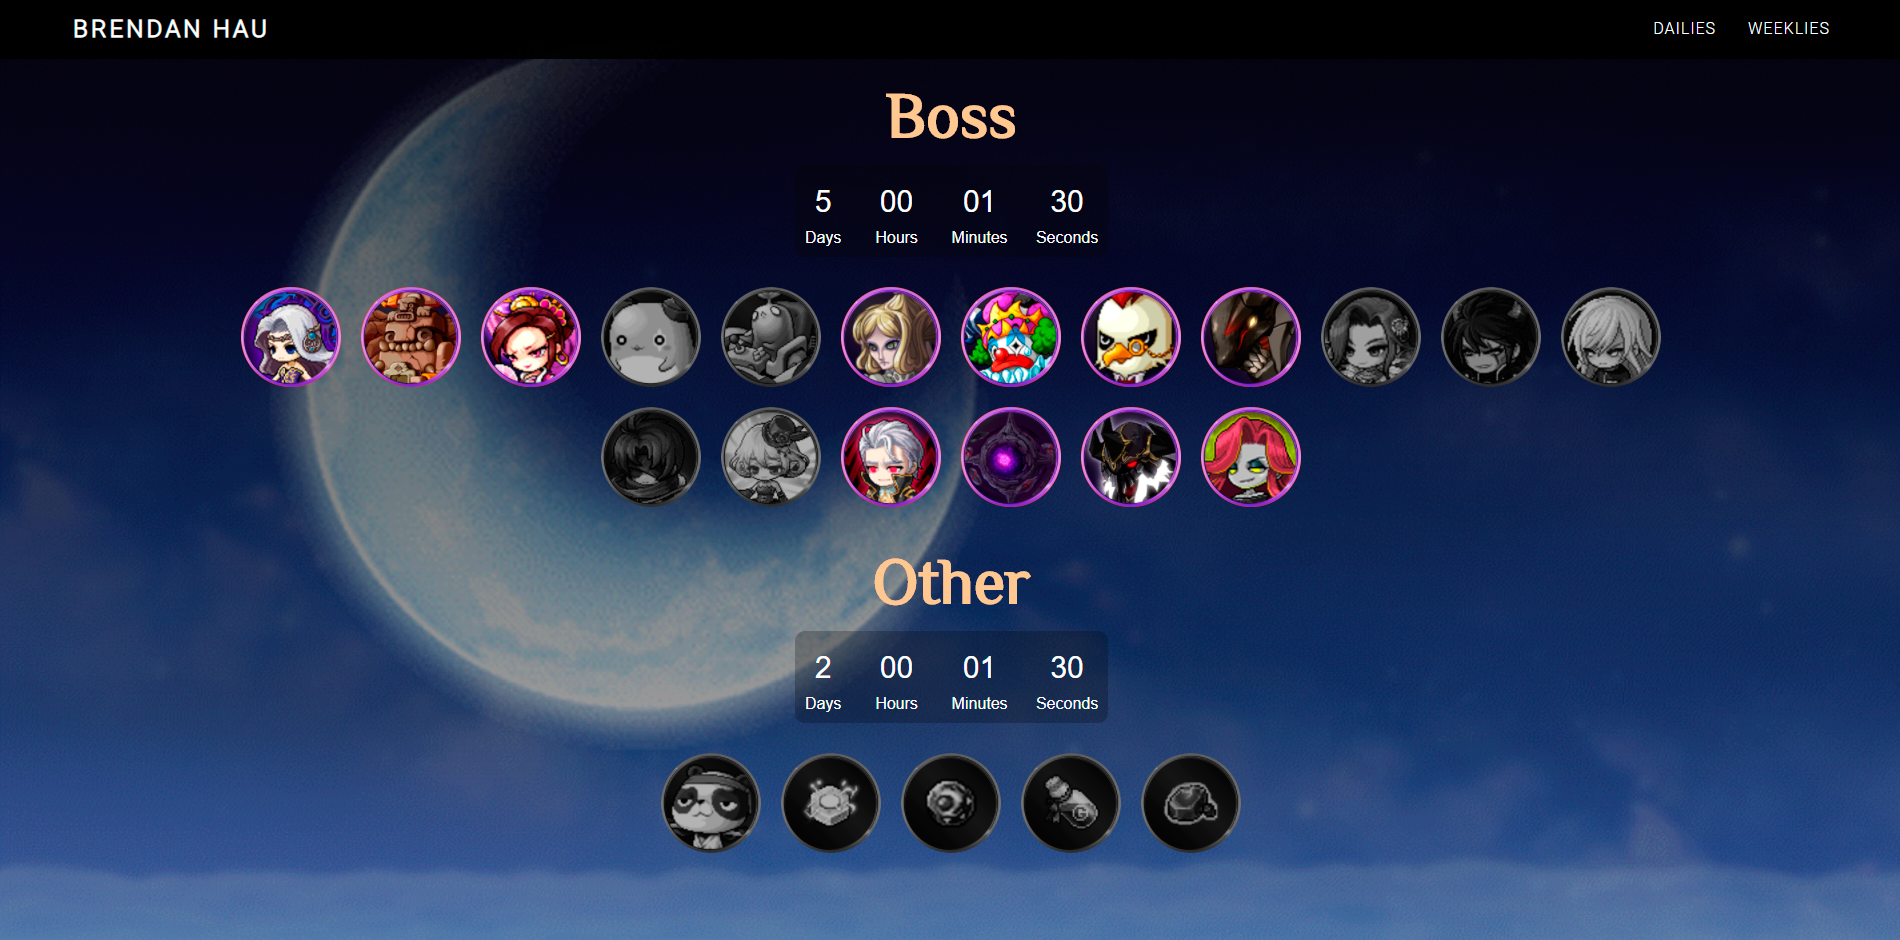 BRENDAN HAU
DAILIES WEEKLIES
Boss
5 00 01 30
Days Hours Minutes Seconds
Other
2 00 01 30
Days Hours Minutes Seconds
G